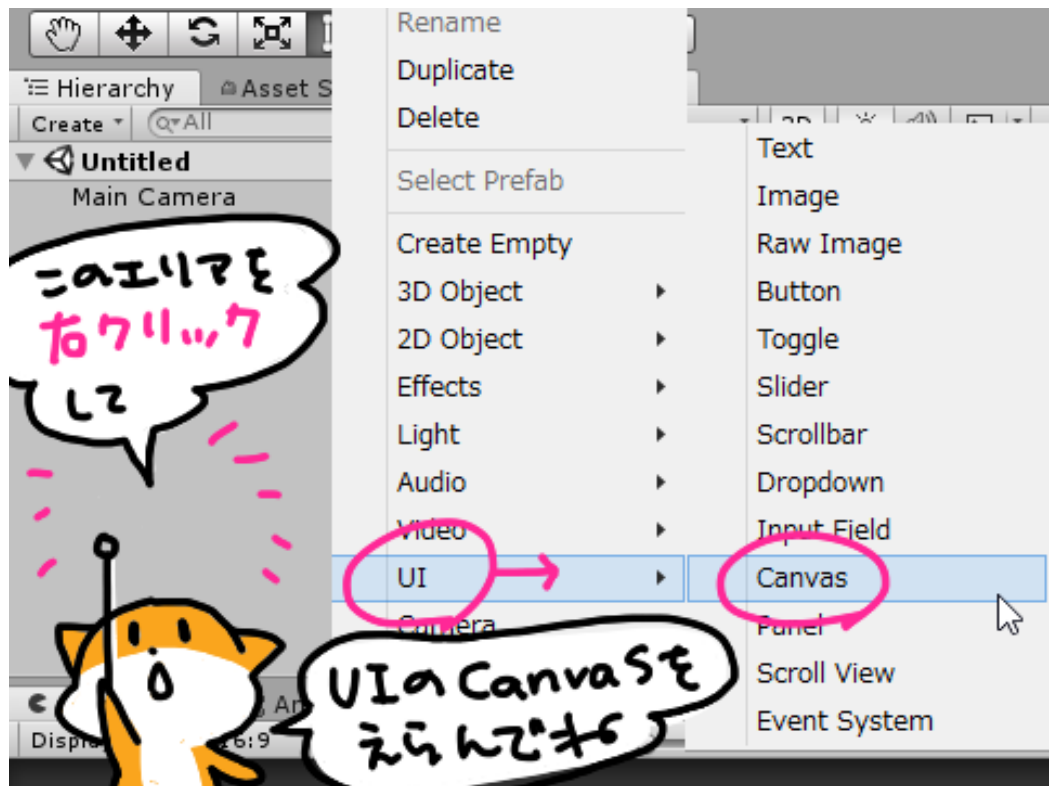 Hierarchy
Asset S
Create
All
Untitled
Main Camera
このエリアを
右クリック
して
Rename
Duplicate
Delete
Select Prefab
Create Empty
3D Object
2D Object
Effects
Light
Audio
Video
UI
Camera
Text
Image
Raw Image
Button
Toggle
Slider
Scrollbar
Dropdown
Input Field
Canvas
Panel
Scroll View
Event System
UIのCanvasを
えらんでネ